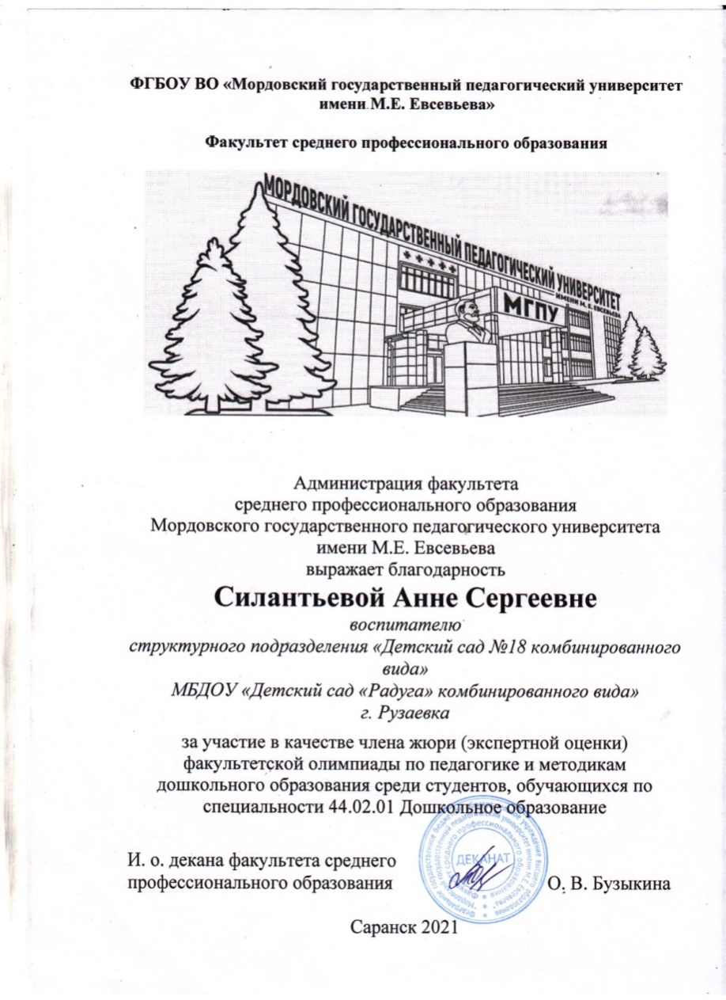 ФГБОУ ВО «Мордовский государственный педагогический университет
имени М.Е. Евсевьева»
Факультет среднего профессионального образования
МОРДОВСКИЙ ГОСУДАРСТВЕННЫЙ ПЕДАГОГИЧЕСКИЙ УНИВЕРСИТЕТ
ИМЕНИ М. Е. ЕВСЕВЬЕВА
МГПУ
Администрация факультета
среднего профессионального образования
Мордовского государственного педагогического университета
имени М.Е. Евсевьева
выражает благодарность
Силантьевой Анне Сергеевне
воспитателю
структурного подразделения «Детский сад №18 комбинированного
вида»
МБДОУ «Детский сад «Радуга» комбинированного вида»
г. Рузаевка
за участие в качестве члена жюри (экспертной оценки)
факультетской олимпиады по педагогике и методикам
дошкольного образования среди студентов, обучающихся по
специальности 44.02.01 Дошкольное образование
И. о. декана факультета среднего
профессионального образования
ДЕКАНАТ
О. В. Бузыкина
Саранск 2021